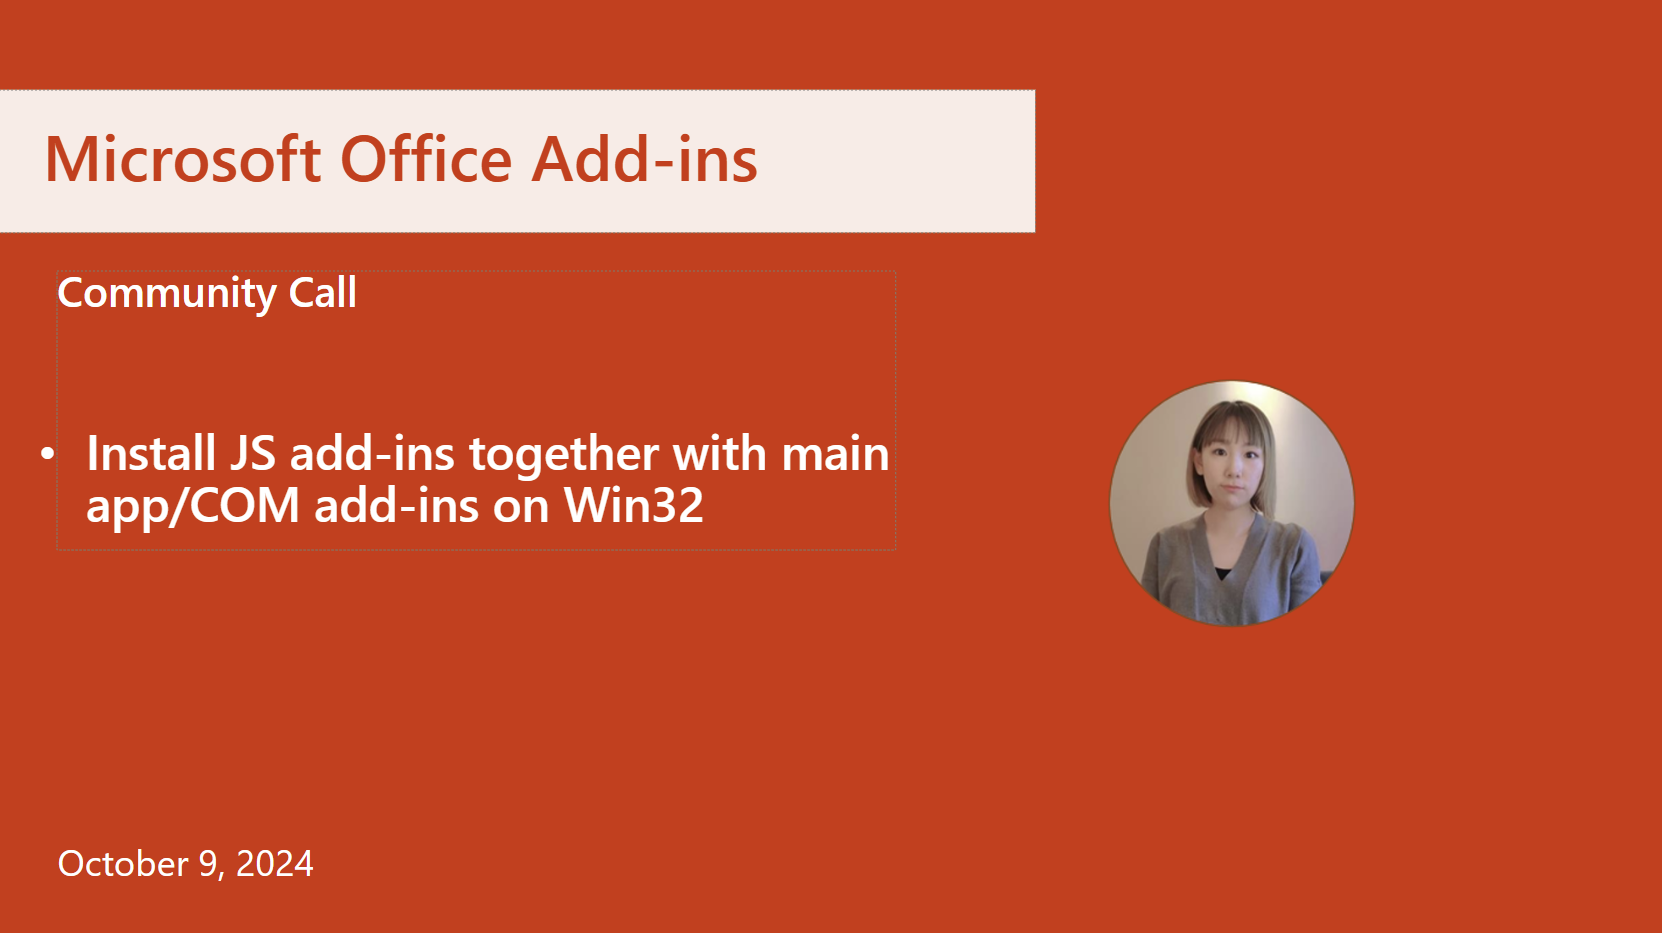 Microsoft Office Add-ins
Community Call
• Install JS add-ins together with main
app/COM add-ins on Win32
October 9, 2024